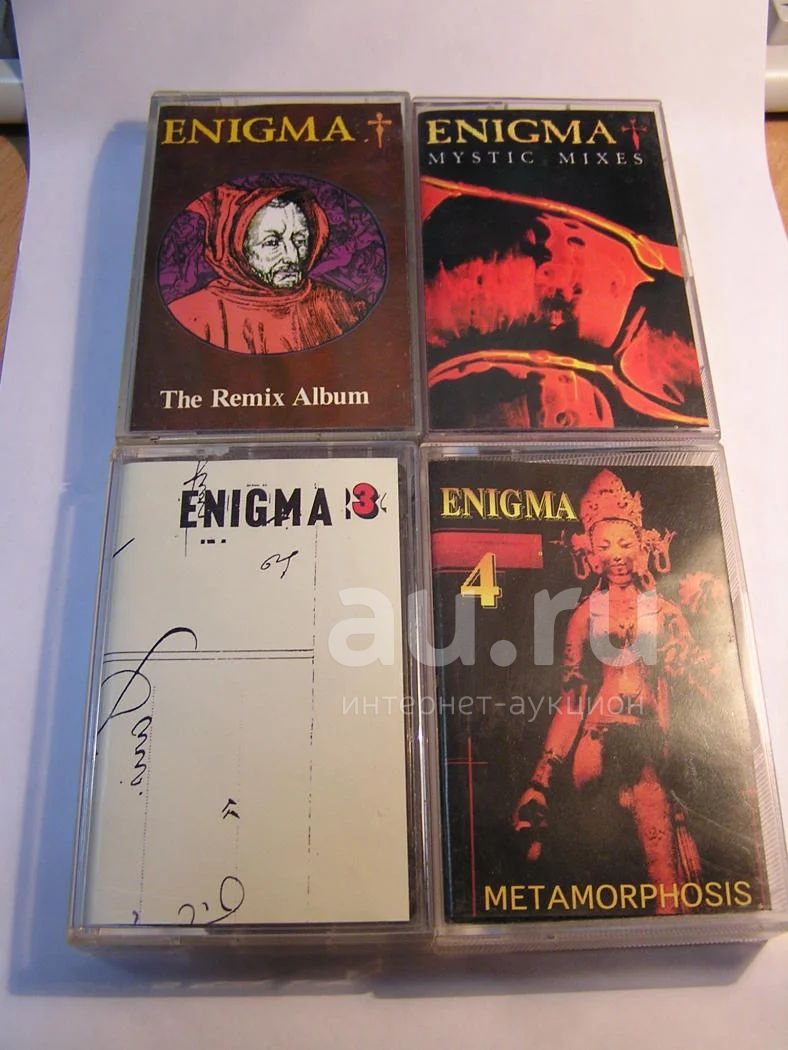 ENIGMA
The Remix Album
ENIGMA
MYSTIC MIXES
ENIGMA 3
ENIGMA
4
METAMORPHOSIS
au.ru
интернет-аукцион